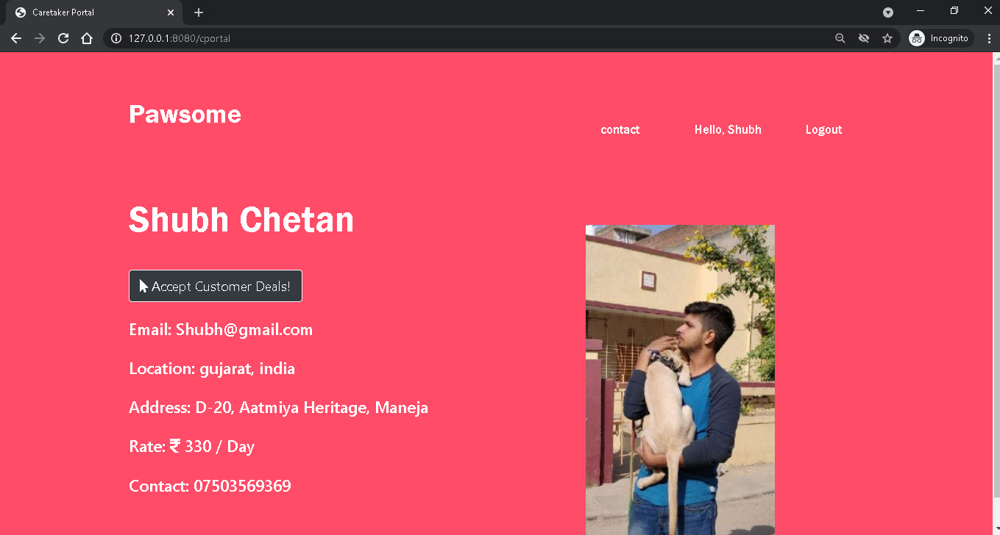 Caretaker Portal
127.0.0.1:8080/cportal
Incognito
Pawsome
contact
Hello, Shubh
Logout
Shubh Chetan
Accept Customer Deals!
Email: Shubh@gmail.com
Location: gujarat, india
Address: D-20, Aatmiya Heritage, Maneja
Rate: ₹ 330 / Day
Contact: 07503569369